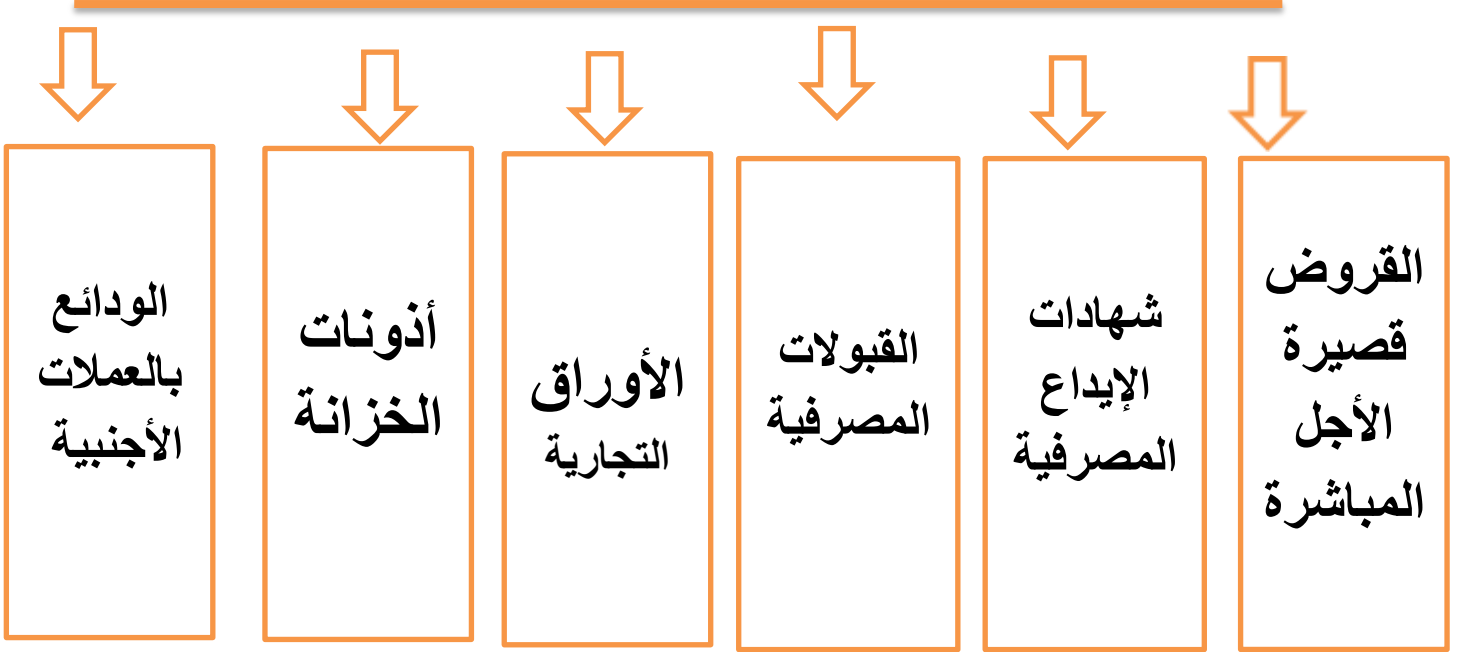 القروض
قصيرة
الأجل
المباشرة
شهادات
الإيداع
المصرفية
القبولات
المصرفية
الأوراق
التجارية
أذونات
الخزانة
الودائع
بالعملات
الأجنبية